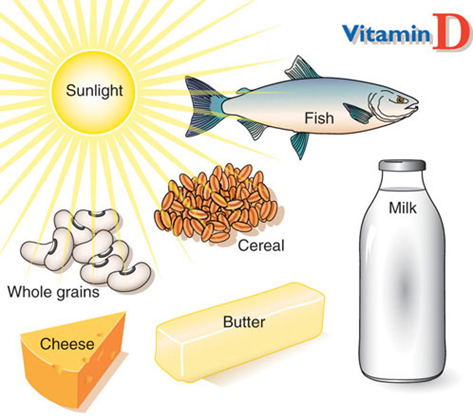 Vitamin D
Sunlight
Fish
Cereal
Milk
Whole grains
Cheese
Butter